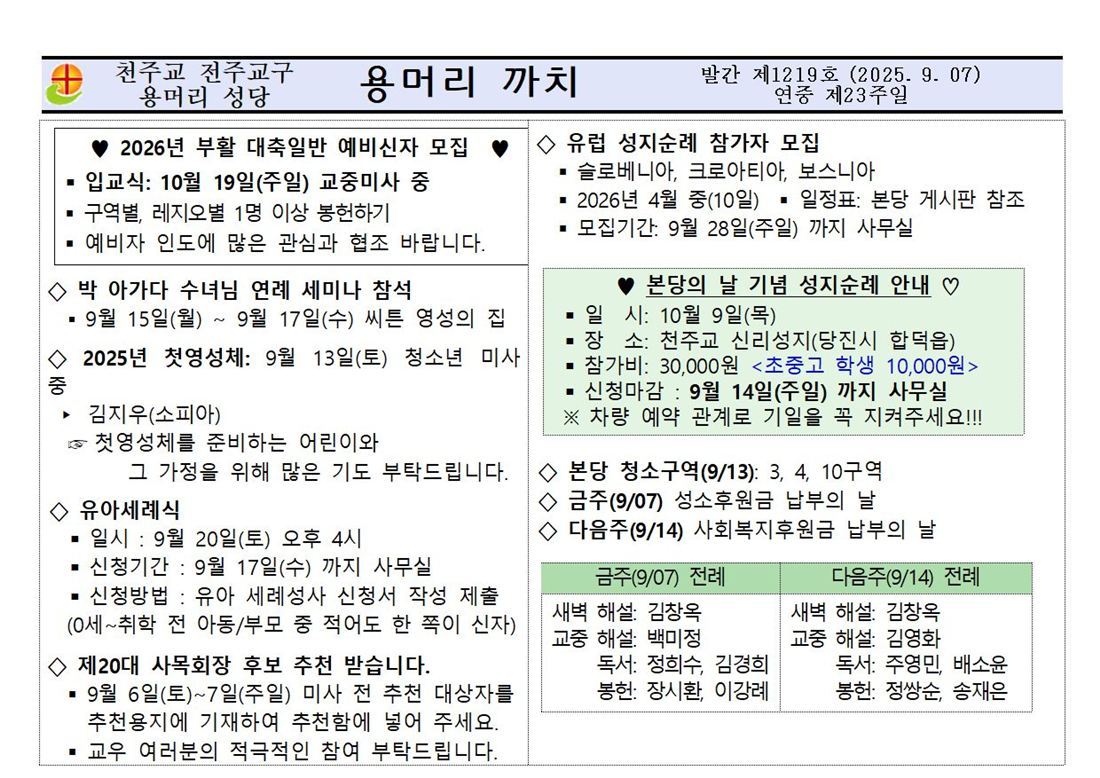 천주교 전주교구
용머리 성당
용머리 까치
발간 제1219호 (2025. 9. 07)
연중 제23주일
♥ 2026년 부활 대축일반 예비신자 모집 ♥
▪ 입교식: 10월 19일(주일) 교중미사 중
▪ 구역별, 레지오별 1명 이상 봉헌하기
▪ 예비자 인도에 많은 관심과 협조 바랍니다.
◇ 박 아가다 수녀님 연례 세미나 참석
▪ 9월 15일(월) ~ 9월 17일(수) 씨튼 영성의 집
◇ 2025년 첫영성체: 9월 13일(토) 청소년 미사
중
‣ 김지우(소피아)
☞ 첫영성체를 준비하는 어린이와
그 가정을 위해 많은 기도 부탁드립니다.
◇ 유아세례식
▪ 일시 : 9월 20일(토) 오후 4시
▪ 신청기간 : 9월 17일(수) 까지 사무실
▪ 신청방법 : 유아 세례성사 신청서 작성 제출
(0세~취학 전 아동/부모 중 적어도 한 쪽이 신자)
◇ 제20대 사목회장 후보 추천 받습니다.
▪ 9월 6일(토)~7일(주일) 미사 전 추천 대상자를
추천용지에 기재하여 추천함에 넣어 주세요.
▪ 교우 여러분의 적극적인 참여 부탁드립니다.
◇ 유럽 성지순례 참가자 모집
▪ 슬로베니아, 크로아티아, 보스니아
▪ 2026년 4월 중(10일) ▪ 일정표: 본당 게시판 참조
▪ 모집기간: 9월 28일(주일) 까지 사무실
♥ 본당의 날 기념 성지순례 안내 ♡
▪ 일 시: 10월 9일(목)
▪ 장 소: 천주교 신리성지(당진시 합덕읍)
▪ 참가비: 30,000원 <초중고 학생 10,000원>
▪ 신청마감 : 9월 14일(주일) 까지 사무실
※ 차량 예약 관계로 기일을 꼭 지켜주세요!!!
◇ 본당 청소구역(9/13): 3, 4, 10구역
◇ 금주(9/07) 성소후원금 납부의 날
◇ 다음주(9/14) 사회복지후원금 납부의 날
금주(9/07) 전례
새벽 해설: 김창옥
교중 해설: 백미정
독서: 정희수, 김경희
봉헌: 장시환, 이강례
다음주(9/14) 전례
새벽 해설: 김창옥
교중 해설: 김영화
독서: 주영민, 배소윤
봉헌: 정쌍순, 송재은